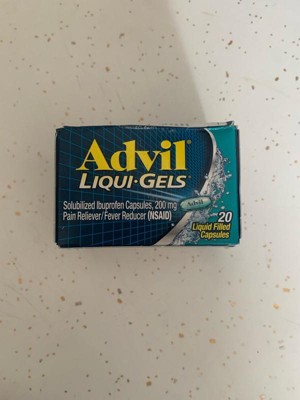 Advil®
LIQUI·GELS®
Solubilized Ibuprofen Capsules, 200 mg
Pain Reliever/Fever Reducer (NSAID)
Advil
20
Liquid Filled
Capsules